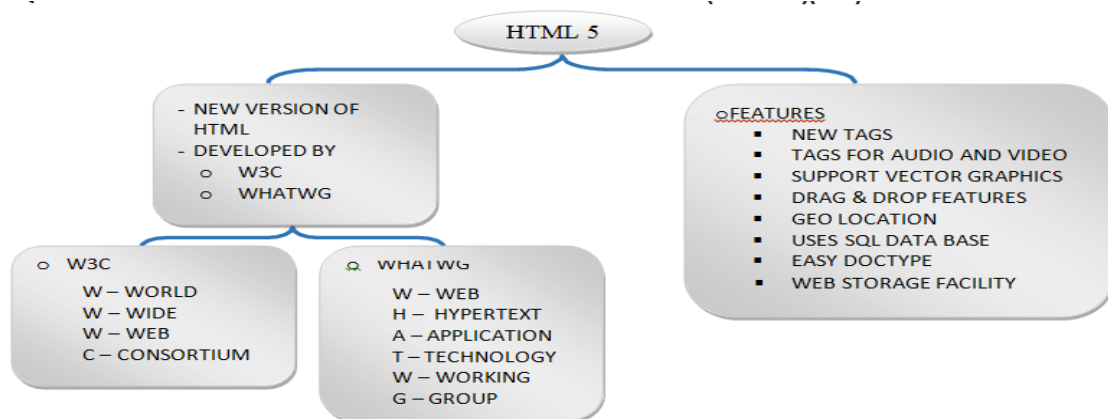 HTML 5
- NEW VERSION OF
HTML
- DEVELOPED BY
o W3C
o WHATWG
oFEATURES
▪ NEW TAGS
▪ TAGS FOR AUDIO AND VIDEO
▪ SUPPORT VECTOR GRAPHICS
▪ DRAG & DROP FEATURES
▪ GEO LOCATION
▪ USES SQL DATA BASE
▪ EASY DOCTYPE
▪ WEB STORAGE FACILITY
o W3C
W – WORLD
W – WIDE
W – WEB
C – CONSORTIUM
o WHATWG
W – WEB
H – HYPERTEXT
A – APPLICATION
T – TECHNOLOGY
W – WORKING
G – GROUP